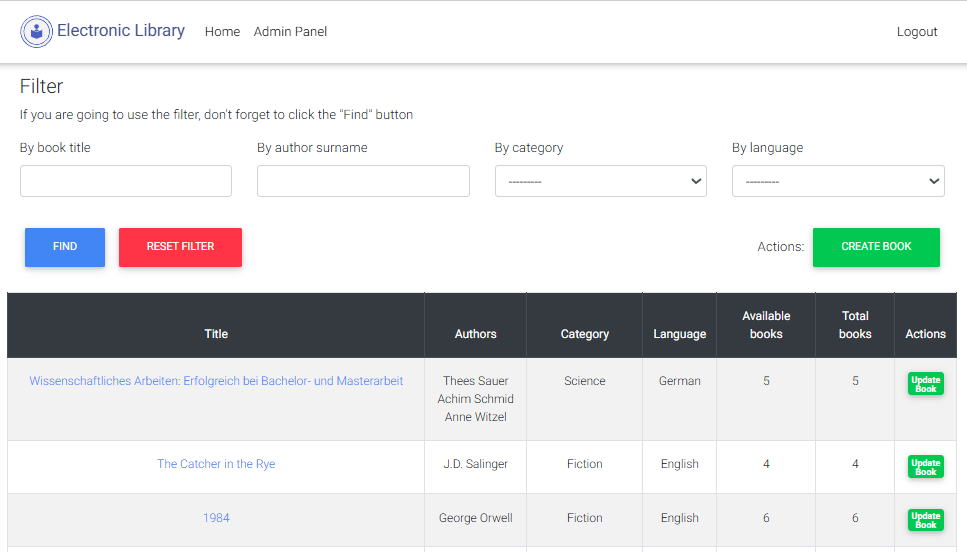 Electronic Library Home Admin Panel Logout
Filter
If you are going to use the filter, don't forget to click the "Find" button
By book title By author surname By category By language
--------- ---------
FIND RESET FILTER Actions: CREATE BOOK
Title Authors Category Language Available books Total books Actions
Wissenschaftliches Arbeiten: Erfolgreich bei Bachelor- und Masterarbeit Thees Sauer Science German 5 5 Update Book
Achim Schmid
Anne Witzel
The Catcher in the Rye J.D. Salinger Fiction English 4 4 Update Book
1984 George Orwell Fiction English 6 6 Update Book